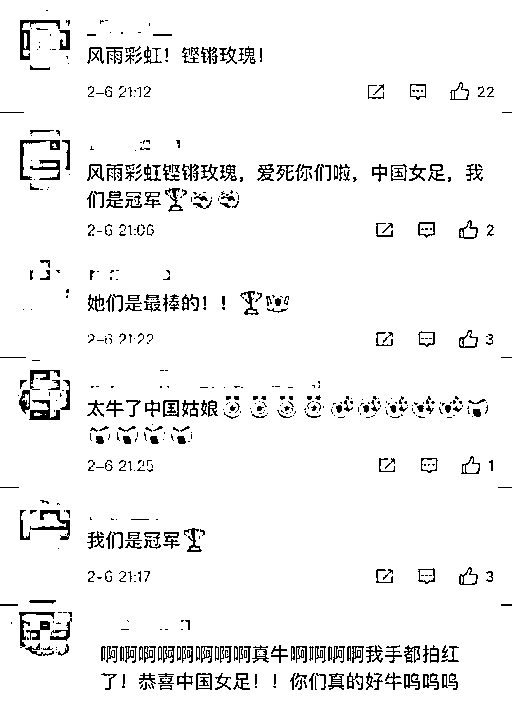 风雨彩虹！铿锵玫瑰！
2-6 21:12
22
风雨彩虹铿锵玫瑰，爱死你们啦，中国女足，我
们是冠军🏆
2-6 21:06
2
她们是最棒的！！🏆
2-6 21:22
3
太牛了中国姑娘
2-6 21:25
1
我们是冠军🏆
2-6 21:17
3
啊啊啊啊啊啊啊啊真牛啊啊啊啊我手都拍红
了！恭喜中国女足！！你们真的好牛呜呜呜